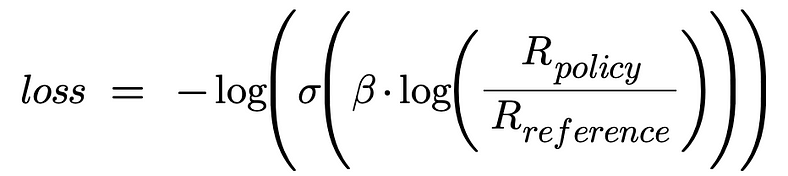 loss = −log(σ(β·log(R_policy / R_reference)))